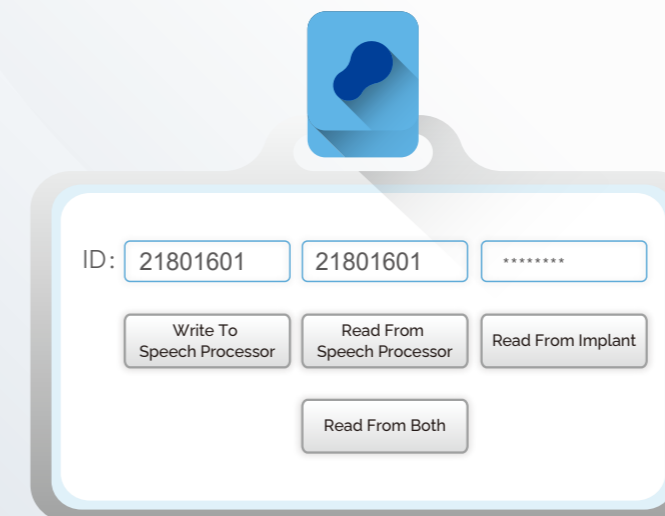 ID: 21801601 21801601 ********
Write To
Speech Processor
Read From
Speech Processor
Read From Implant
Read From Both